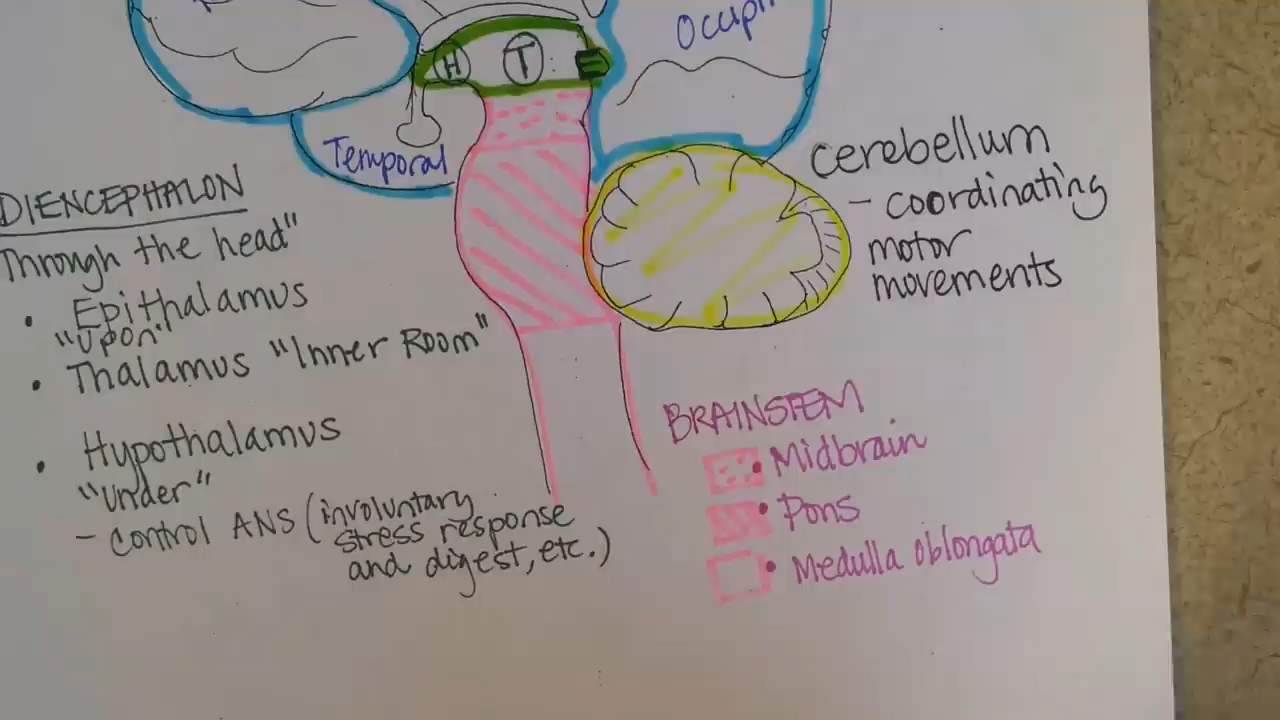 Occipi
H
T
E
Temporal
cerebellum
- coordinating
motor
movements
DIENCEPHALON
Through the head"
• Epithalamus
"Upon"
• Thalamus "Inner Room"
• Hypothalamus
"Under"
- control ANS (involuntary
stress response
and digest, etc.)
BRAINSTEM
• Midbrain
• Pons
• Medulla oblongata